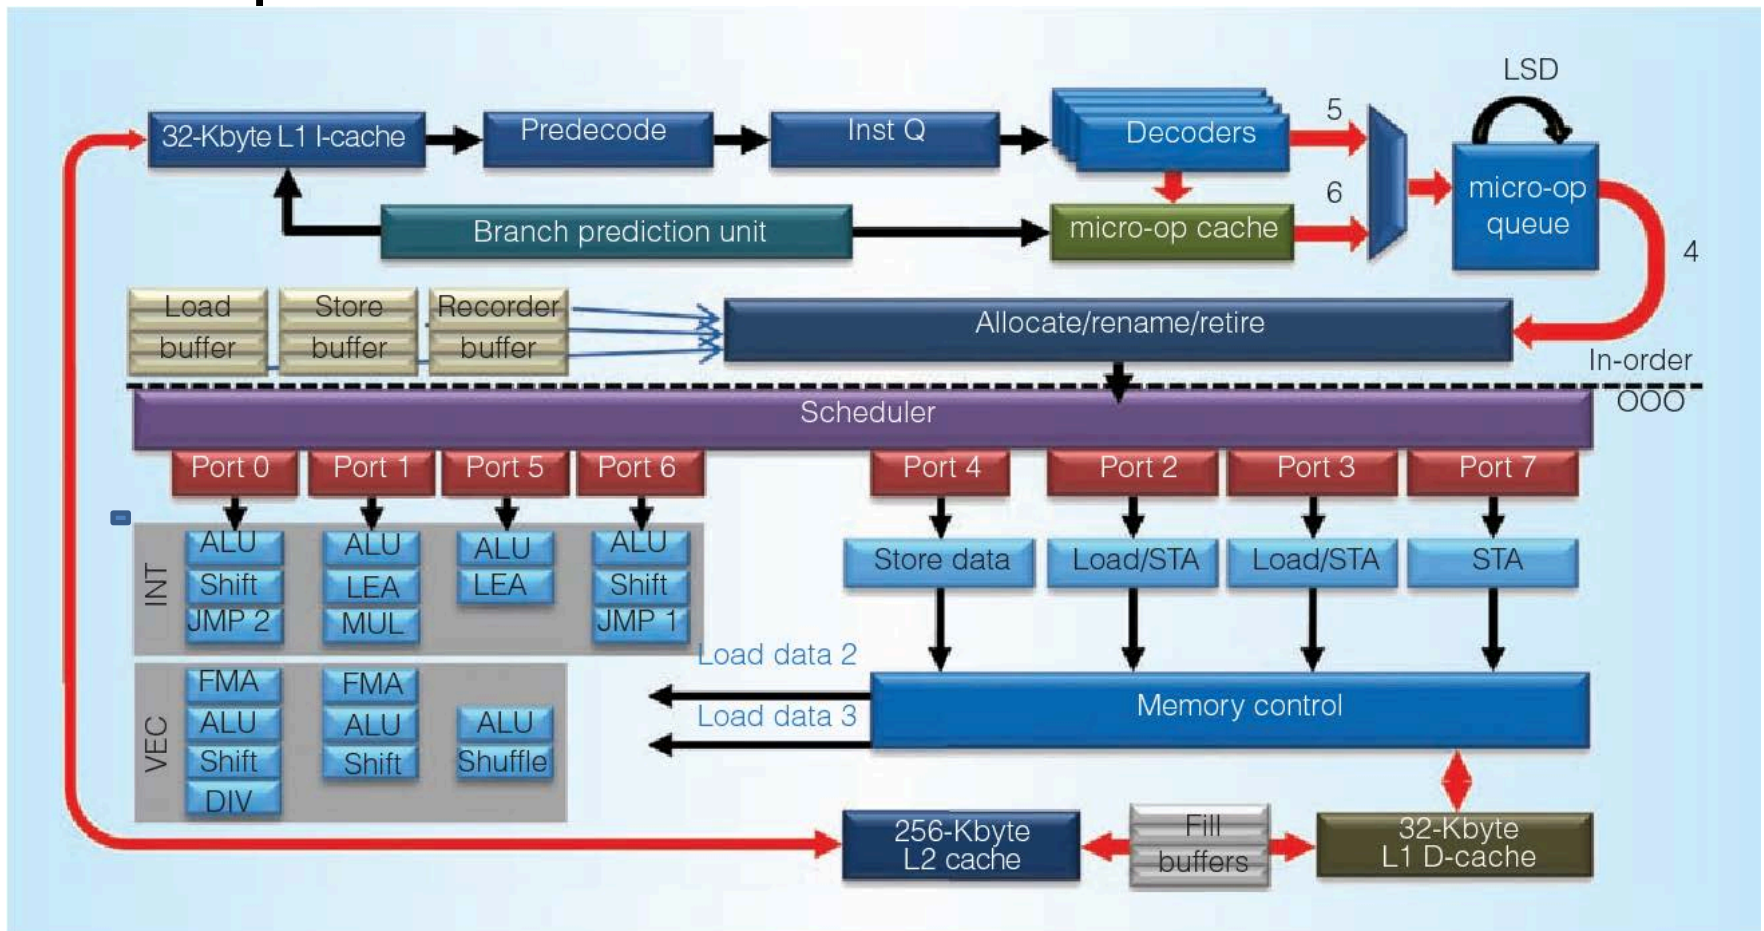 LSD
32-Kbyte L1 I-cache
Predecode
Inst Q
Decoders
5
6
micro-op
queue
Branch prediction unit
micro-op cache
4
Load
buffer
Store
buffer
Recorder
buffer
Allocate/rename/retire
In-order
OOO
Scheduler
Port 0
Port 1
Port 5
Port 6
Port 4
Port 2
Port 3
Port 7
INT
ALU
Shift
JMP 2
ALU
LEA
MUL
ALU
LEA
ALU
Shift
JMP 1
Store data
Load/STA
Load/STA
STA
Load data 2
Load data 3
Memory control
VEC
FMA
ALU
Shift
DIV
FMA
ALU
Shift
ALU
Shuffle
256-Kbyte
L2 cache
Fill
buffers
32-Kbyte
L1 D-cache